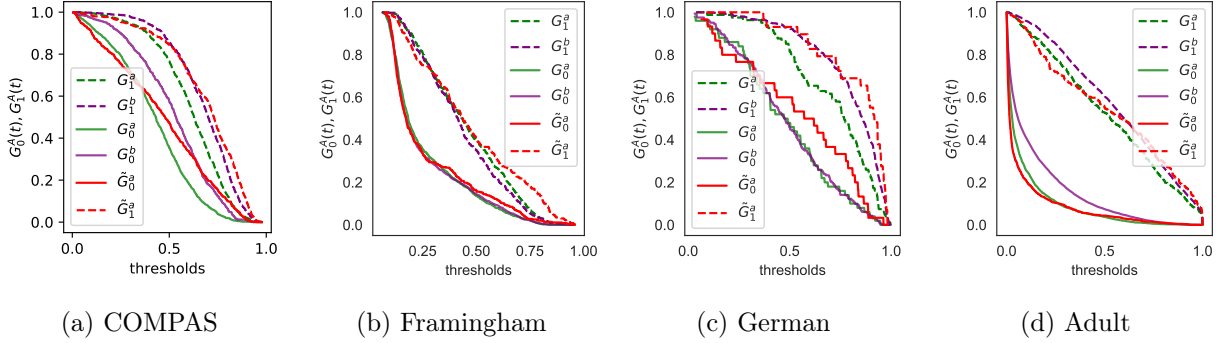 G_0^A(t), G_1^A(t)
1.0
0.8
0.6
0.4
0.2
0.0
G_1^a
G_1^b
G_0^a
G_0^b
G̃_0^a
G̃_1^a
0.0 0.5 1.0
thresholds
(a) COMPAS
G_0^A(t), G_1^A(t)
1.0
0.8
0.6
0.4
0.2
0.0
G_1^a
G_1^b
G_0^a
G_0^b
G̃_0^a
G̃_1^a
0.25 0.50 0.75 1.00
thresholds
(b) Framingham
G_0^A(t), G_1^A(t)
1.0
0.8
0.6
0.4
0.2
0.0
G_1^a
G_1^b
G_0^a
G_0^b
G̃_0^a
G̃_1^a
0.5 1.0
thresholds
(c) German
G_0^A(t), G_1^A(t)
1.0
0.8
0.6
0.4
0.2
0.0
G_1^a
G_1^b
G_0^a
G_0^b
G̃_0^a
G̃_1^a
0.0 0.5 1.0
thresholds
(d) Adult